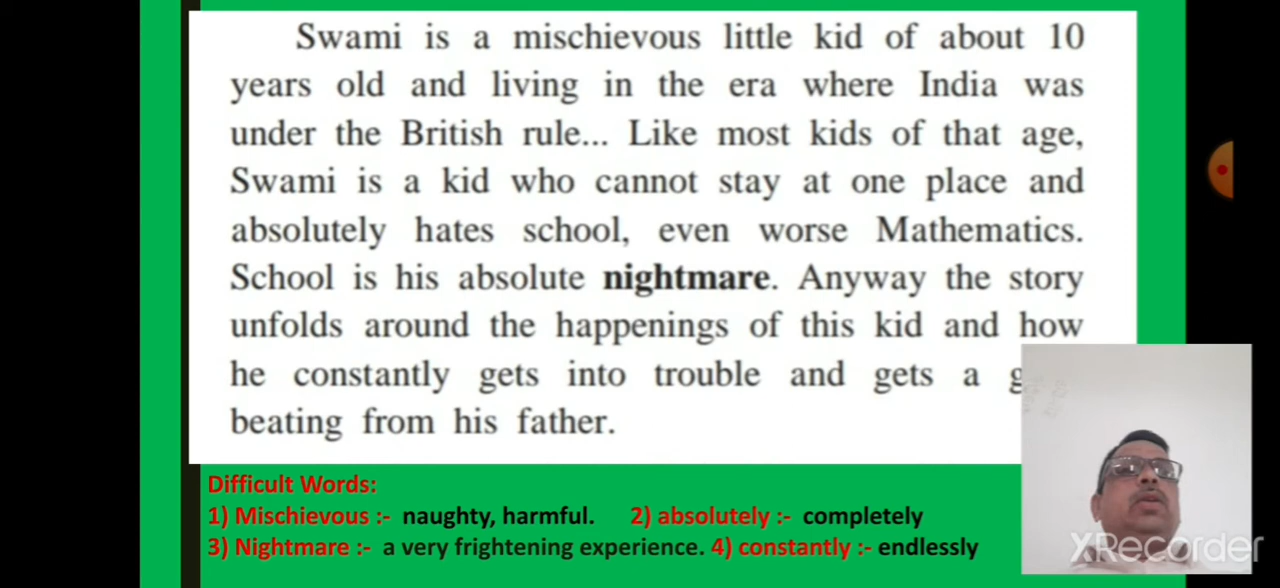 Swami is a mischievous little kid of about 10
years old and living in the era where India was
under the British rule... Like most kids of that age,
Swami is a kid who cannot stay at one place and
absolutely hates school, even worse Mathematics.
School is his absolute nightmare. Anyway the story
unfolds around the happenings of this kid and how
he constantly gets into trouble and gets a
beating from his father.
Difficult Words:
1) Mischievous :- naughty, harmful. 2) absolutely :- completely
3) Nightmare :- a very frightening experience. 4) constantly :- endlessly
XRecorder